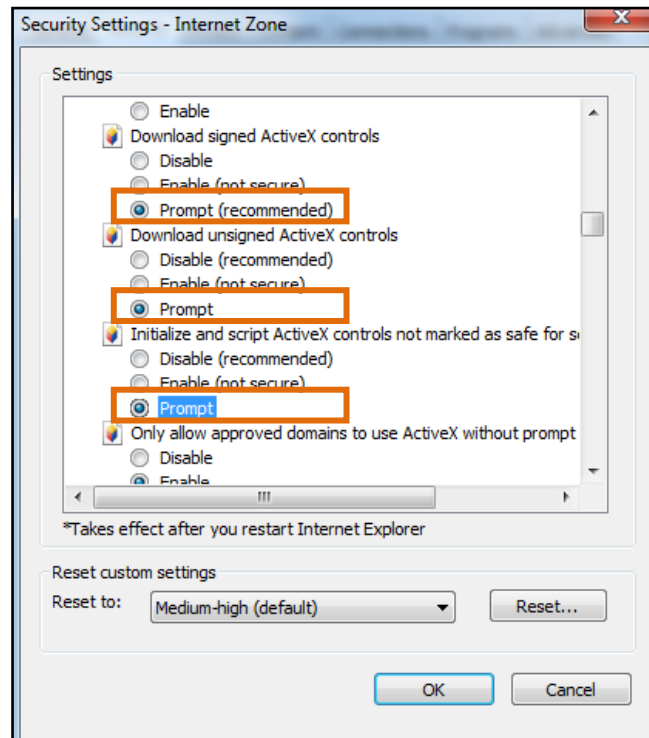 Security Settings - Internet Zone
Settings
Enable
Download signed ActiveX controls
Disable
Enable (not secure)
Prompt (recommended)
Download unsigned ActiveX controls
Disable (recommended)
Enable (not secure)
Prompt
Initialize and script ActiveX controls not marked as safe for
Disable (recommended)
Enable (not secure)
Prompt
Only allow approved domains to use ActiveX without prompt
Disable
Enable
*Takes effect after you restart Internet Explorer
Reset custom settings
Reset to: Medium-high (default) Reset...
OK Cancel